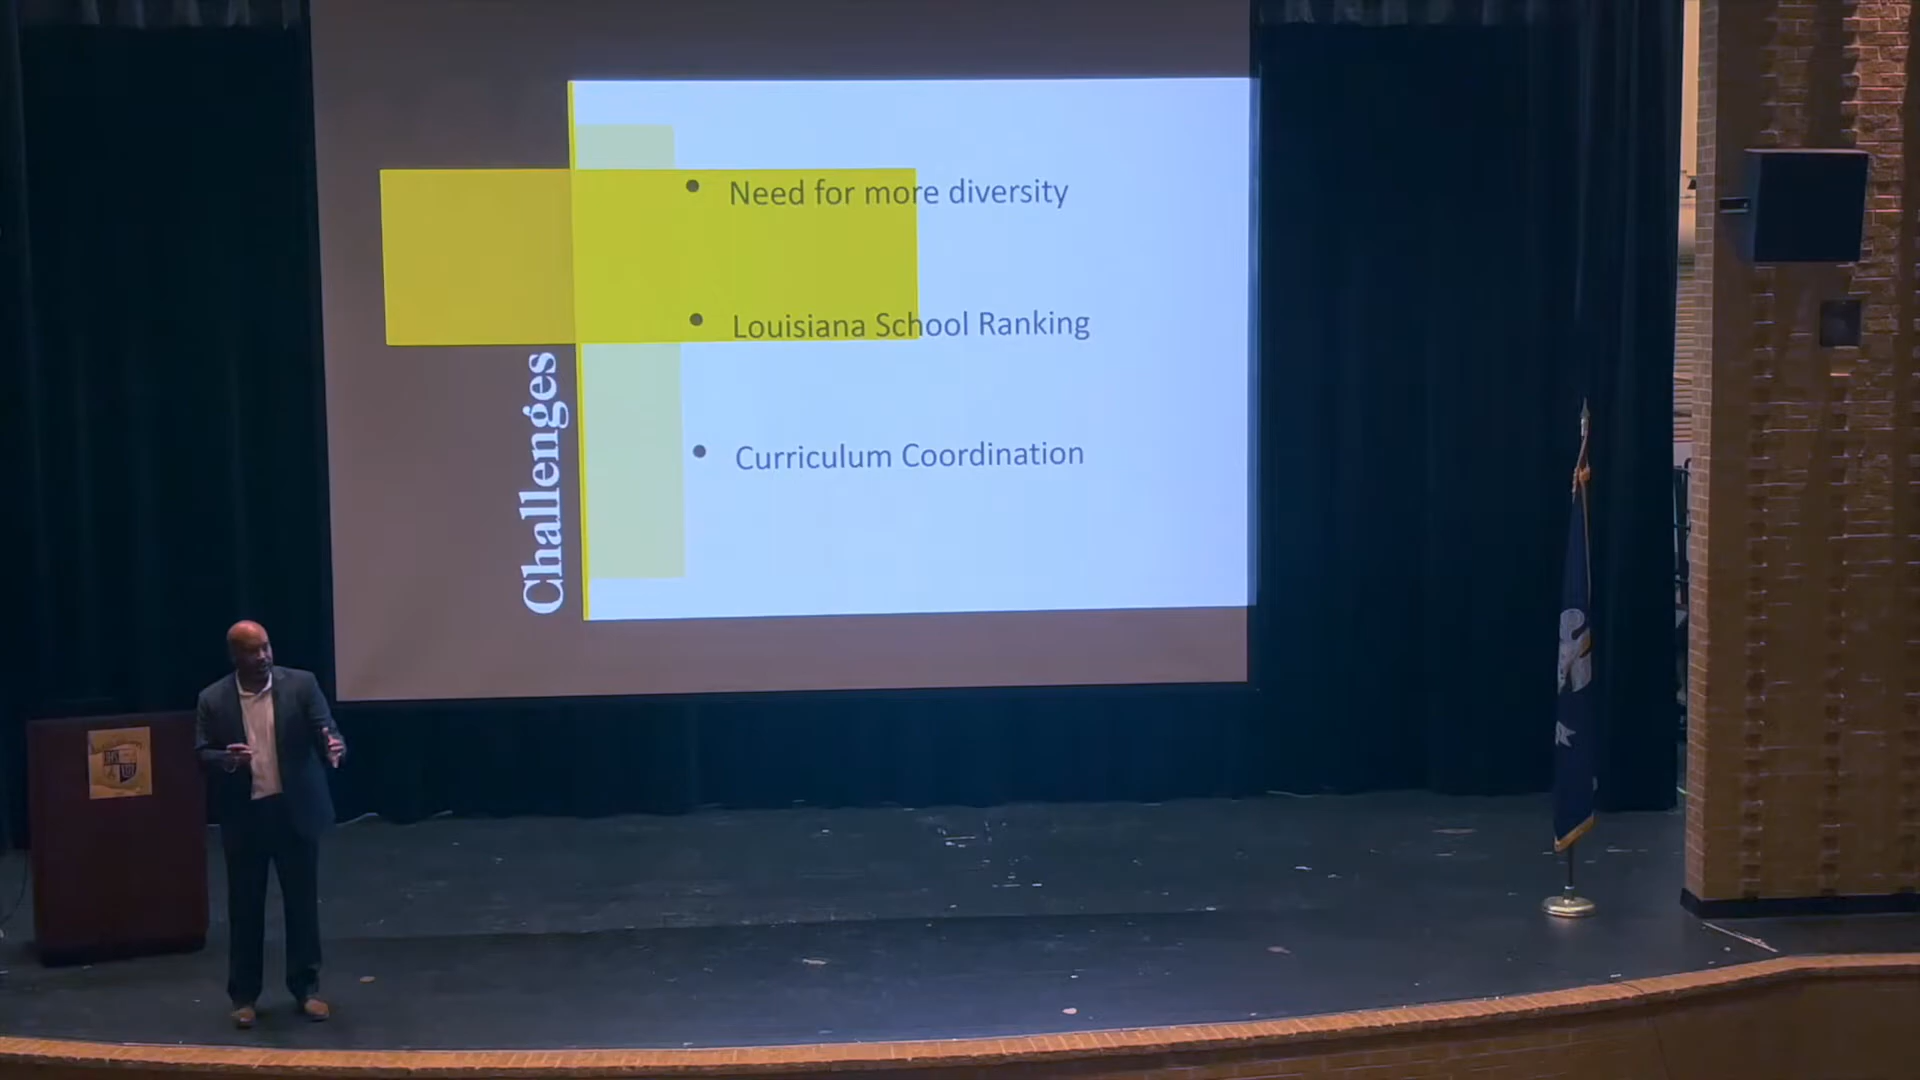 Challenges
Need for more diversity
Louisiana School Ranking
Curriculum Coordination